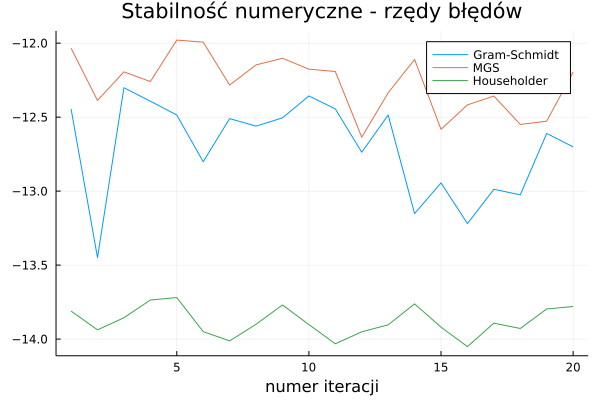 Stabilność numeryczne - rzędy błędów
Gram-Schmidt
MGS
Householder
−12.0
−12.5
−13.0
−13.5
−14.0
5
10
15
20
numer iteracji